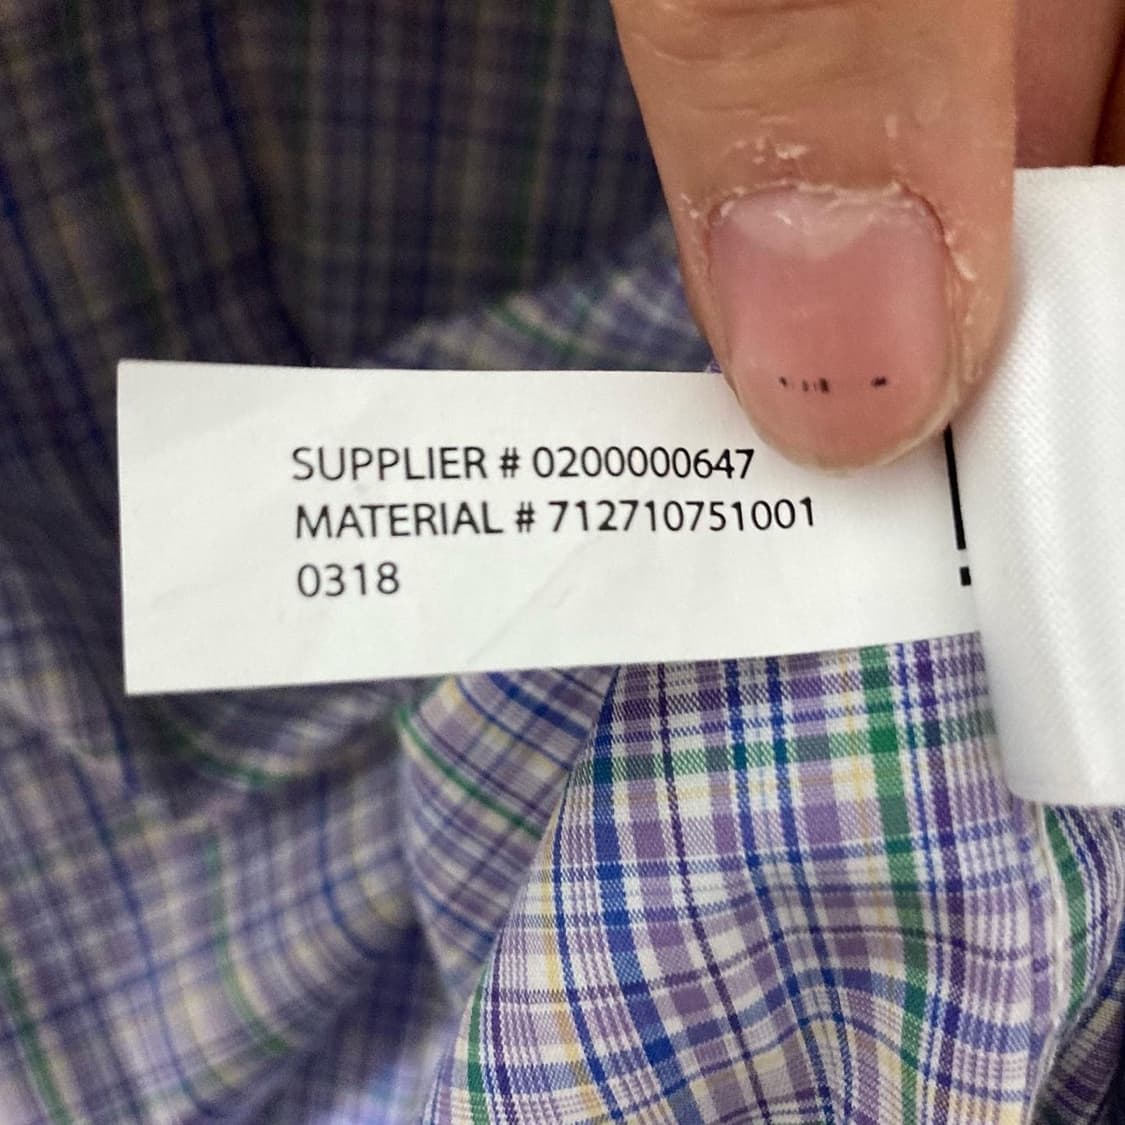 SUPPLIER # 0200000647
MATERIAL # 712710751001
0318